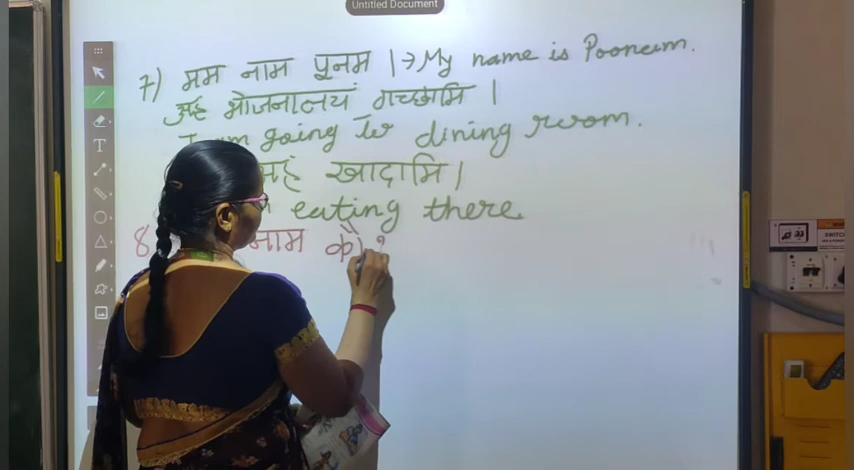 Untitled Document
7) मम नाम पूनम । → My name is Poonam.
अहं भोजनालयं गच्छामि ।
I am going to dining room.
अहं खादामि ।
eating there.
8 नाम
SWITCH